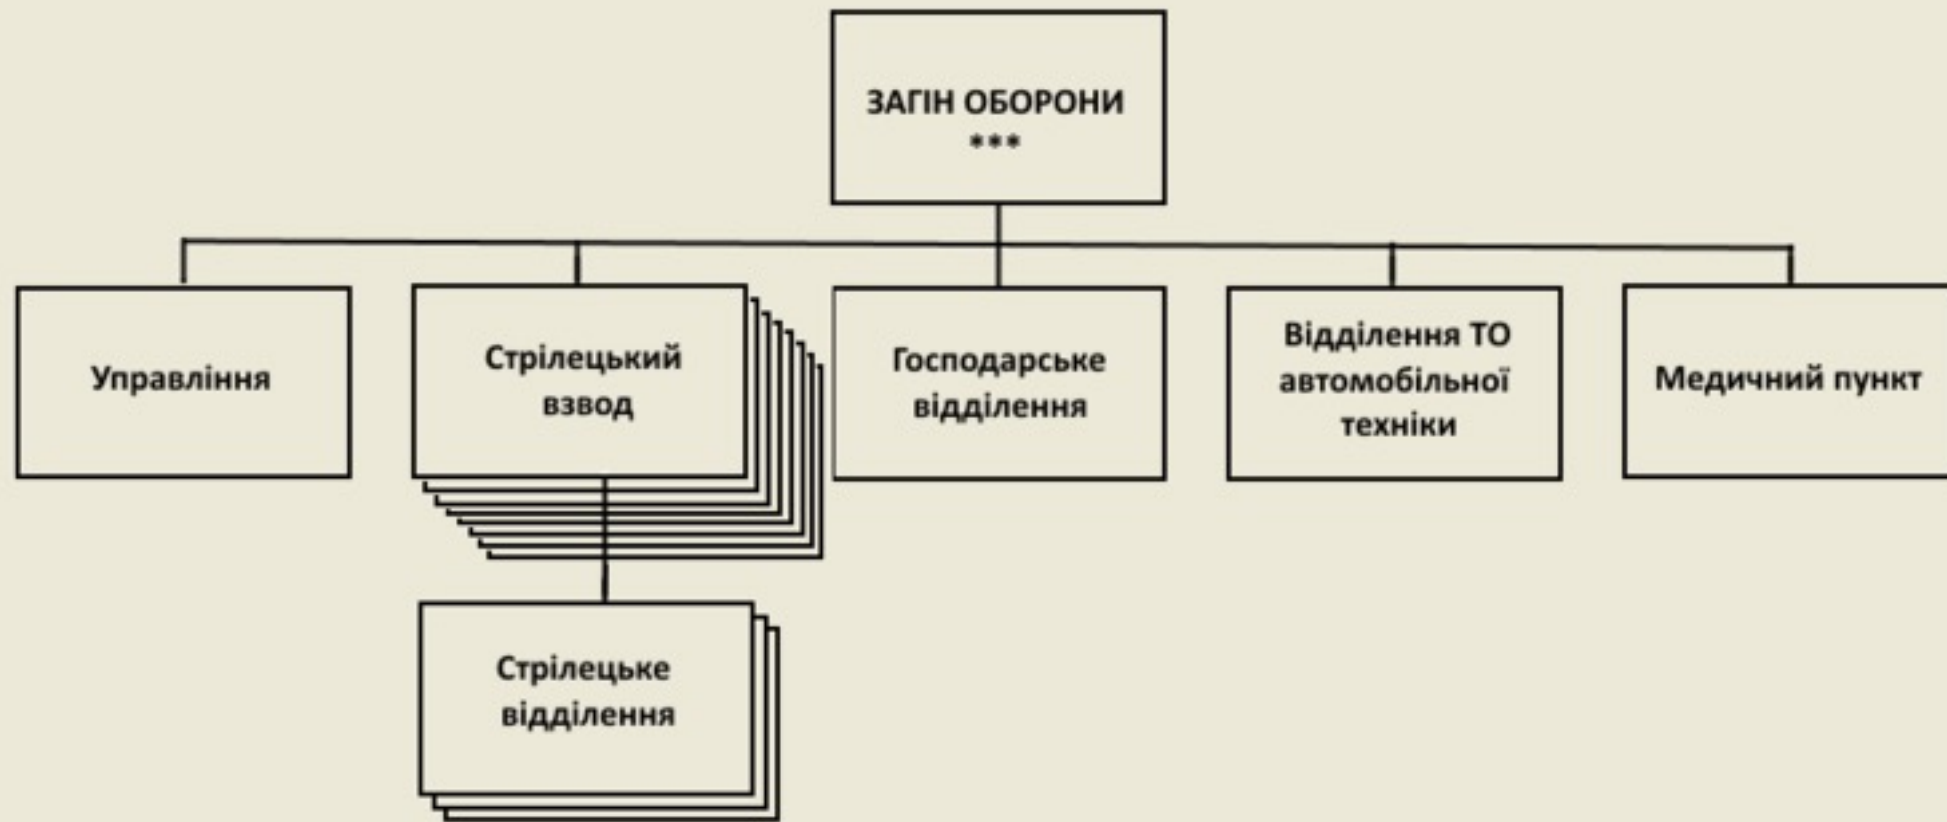 ЗАГІН ОБОРОНИ
***
Управління
Стрілецький
взвод
Господарське
відділення
Відділення ТО
автомобільної
техніки
Медичний пункт
Стрілецьке
відділення